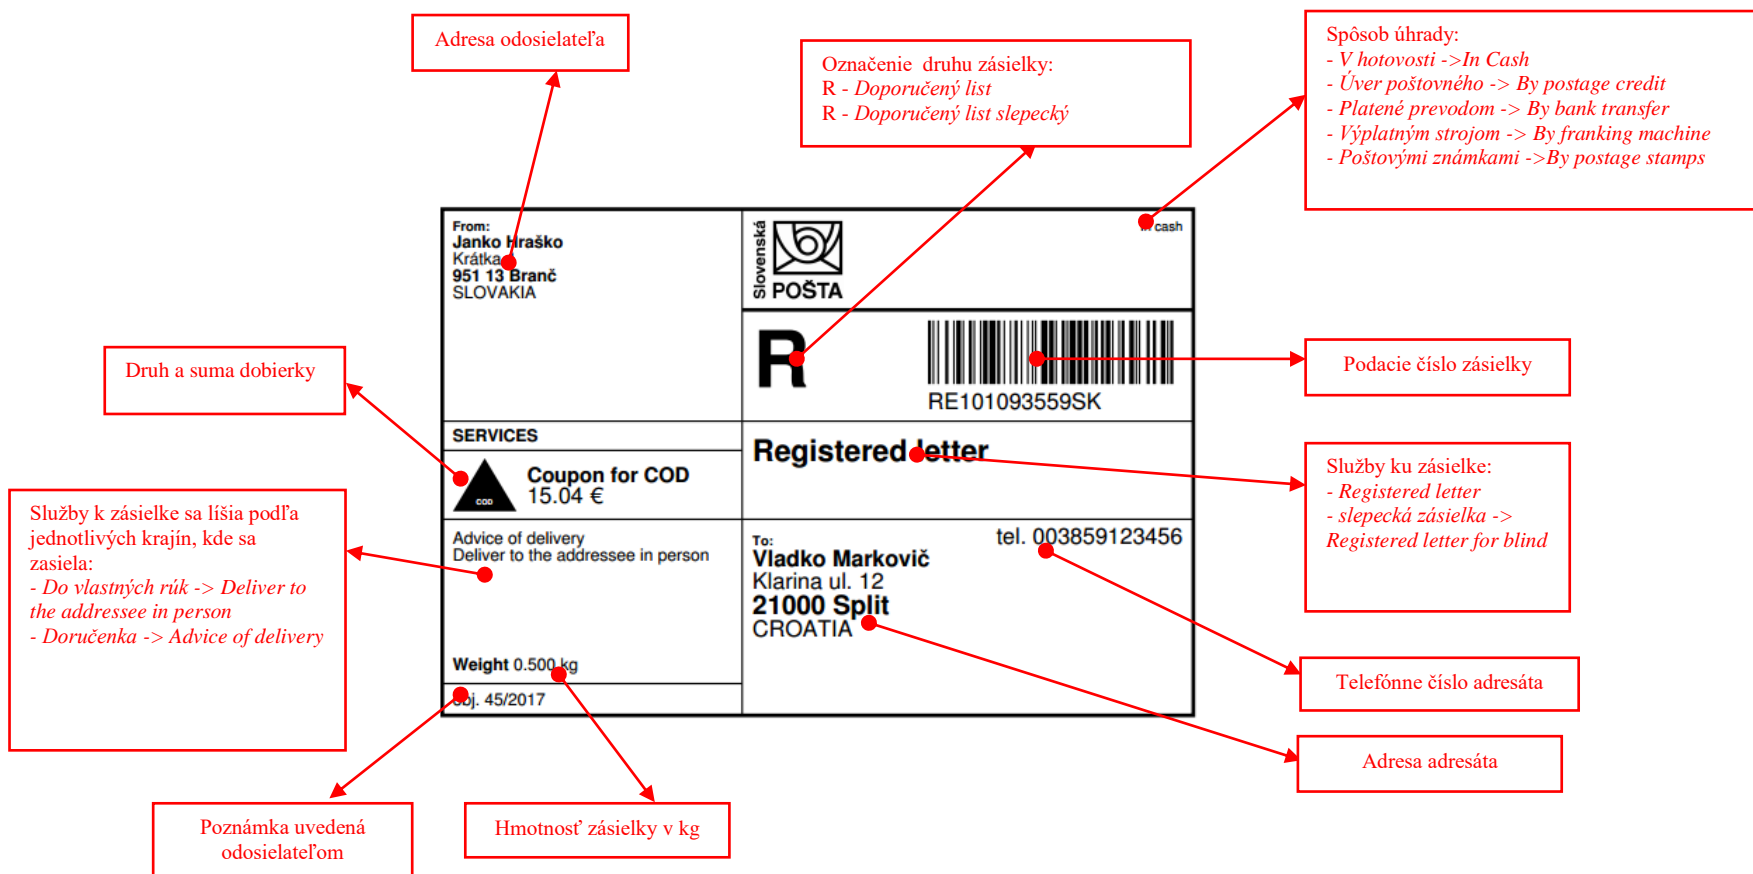 Adresa odosielateľa
Označenie druhu zásielky:
R - Doporučený list
R - Doporučený list slepecký
Spôsob úhrady:
- V hotovosti ->In Cash
- Úver poštovného -> By postage credit
- Platené prevodom -> By bank transfer
- Výplatným strojom -> By franking machine
- Poštovými známkami ->By postage stamps
From:
Janko Hraško
Krátka
951 13 Branč
SLOVAKIA
Slovenská
POŠTA
In cash
R
RE101093559SK
Druh a suma dobierky
Podacie číslo zásielky
SERVICES
COD
Coupon for COD
15.04 €
Registered letter
Služby ku zásielke:
- Registered letter
- slepecká zásielka ->
Registered letter for blind
Služby k zásielke sa líšia podľa
jednotlivých krajín, kde sa
zasiela:
- Do vlastných rúk -> Deliver to
the addressee in person
- Doručenka -> Advice of delivery
Advice of delivery
Deliver to the addressee in person
Weight 0.500 kg
obj. 45/2017
To:
tel. 003859123456
Vladko Markovič
Klarina ul. 12
21000 Split
CROATIA
Telefónne číslo adresáta
Adresa adresáta
Poznámka uvedená
odosielateľom
Hmotnosť zásielky v kg